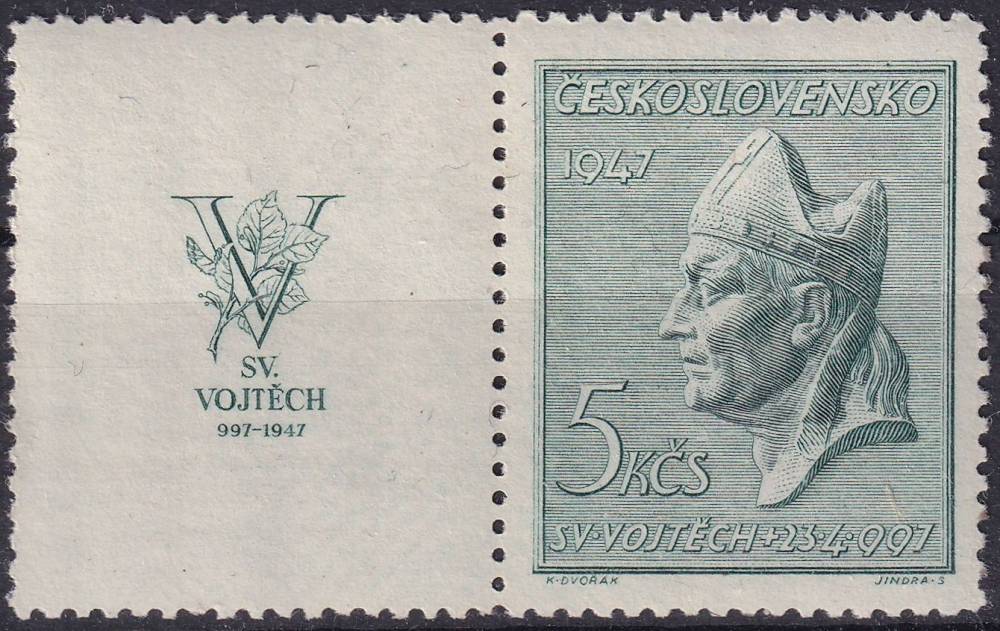 V
SV.
VOJTĚCH
997-1947
ČESKOSLOVENSKO
1947
5 KČS
SV·VOJTĚCH+23·4·997
K·DVOŘÁK
JINDRA·S